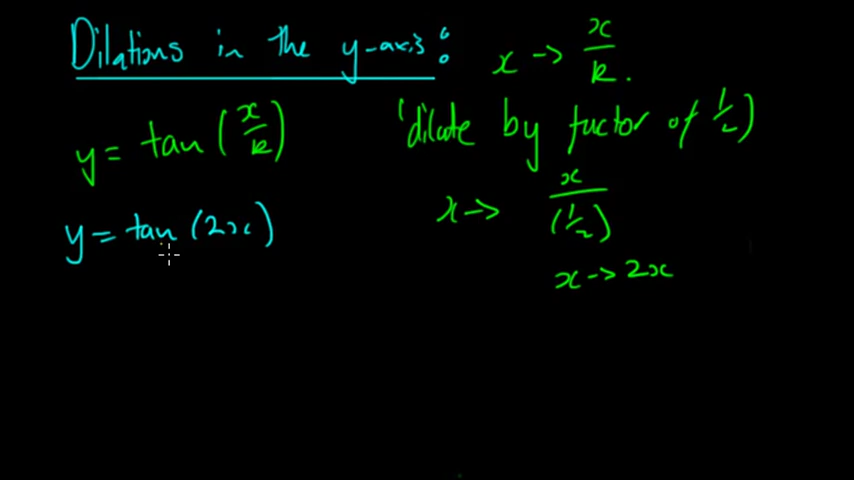 Dilations in the y-axis:
x -> x/k.
y = tan (x/k)
'dilate by factor of 1/2)
x -> x/(1/2)
y = tan (2x)
x -> 2x